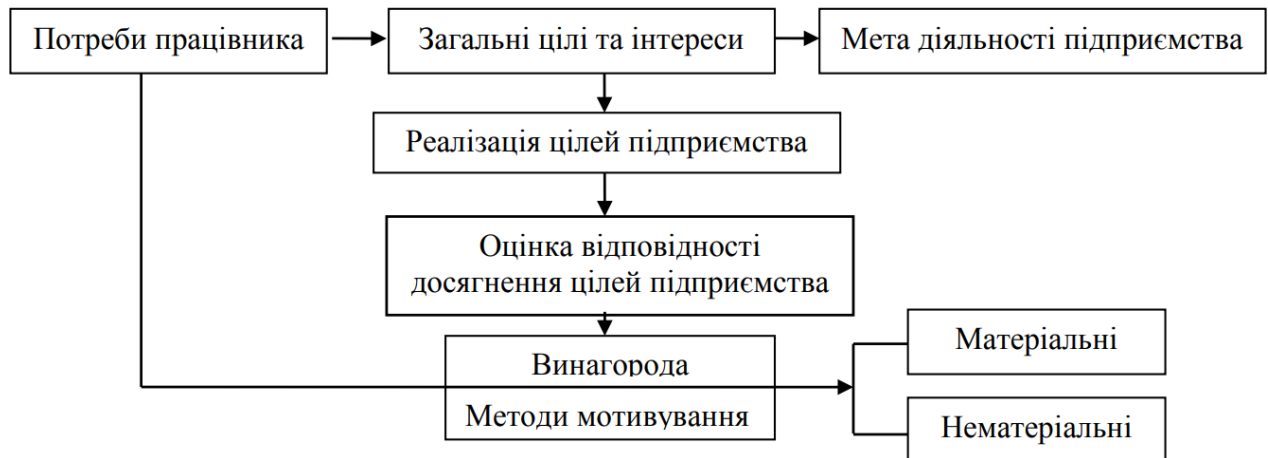 Потреби працівника
Загальні цілі та інтереси
Мета діяльності підприємства
Реалізація цілей підприємства
Оцінка відповідності
досягнення цілей підприємства
Винагорода
Методи мотивування
Матеріальні
Нематеріальні